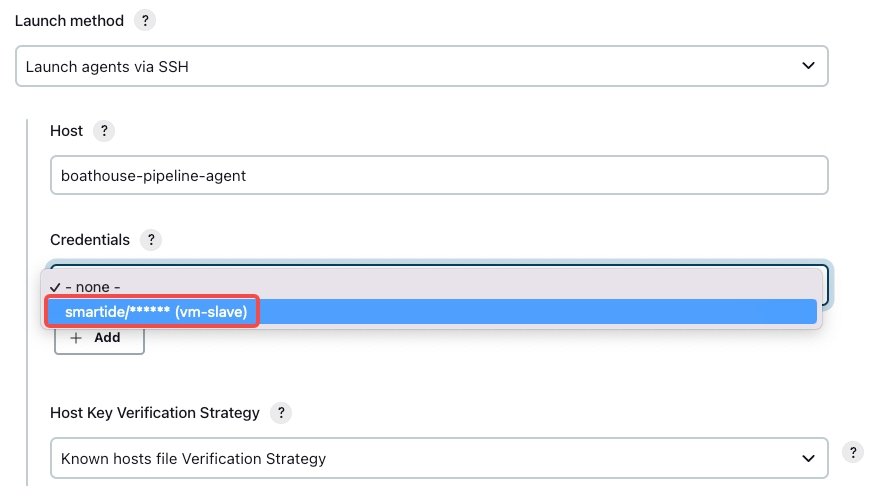 Launch method ?
Launch agents via SSH
Host ?
boathouse-pipeline-agent
Credentials ?
✓ - none -
smartide/****** (vm-slave)
+ Add
Host Key Verification Strategy ?
Known hosts file Verification Strategy ?